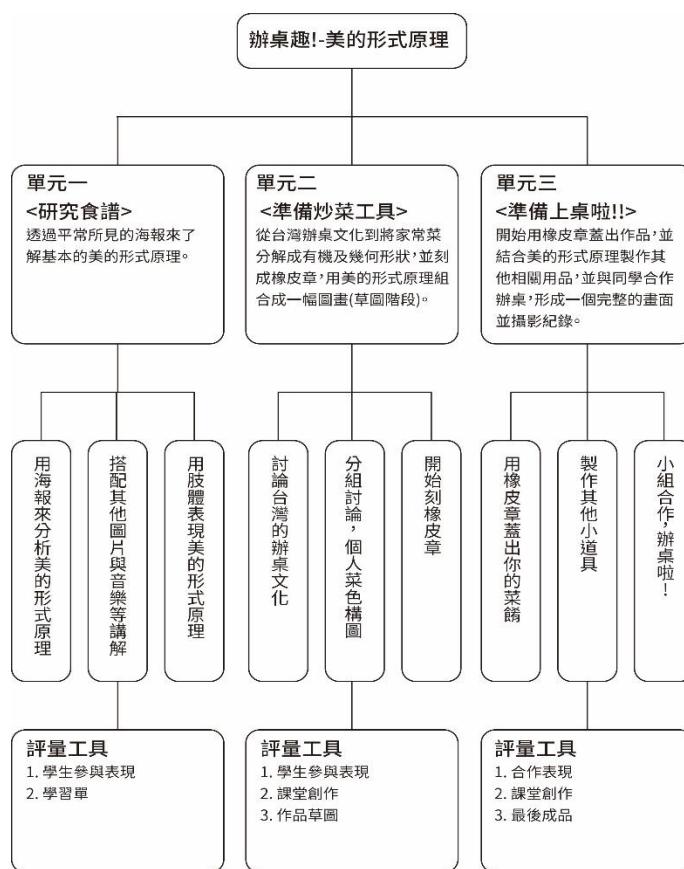 辦桌趣!-美的形式原理
單元一
<研究食譜>
透過平常所見的海報來了
解基本的美的形式原理。
單元二
<準備炒菜工具>
從台灣辦桌文化到將家常菜
分解成有機及幾何形狀,並刻
成橡皮章,用美的形式原理組
合成一幅圖畫(草圖階段)。
單元三
<準備上桌啦!!>
開始用橡皮章蓋出作品,並
結合美的形式原理製作其
他相關用品,並與同學合作
辦桌,形成一個完整的畫面
並攝影紀錄。
用海報來分析美的形式原理
搭配其他圖片與音樂等講解
用肢體表現美的形式原理
討論台灣的辦桌文化
分組討論,個人菜色構圖
開始刻橡皮章
用橡皮章蓋出你的菜餚
製作其他小道具
小組合作,辦桌啦!
評量工具
1. 學生參與表現
2. 學習單
評量工具
1. 學生參與表現
2. 課堂創作
3. 作品草圖
評量工具
1. 合作表現
2. 課堂創作
3. 最後成品